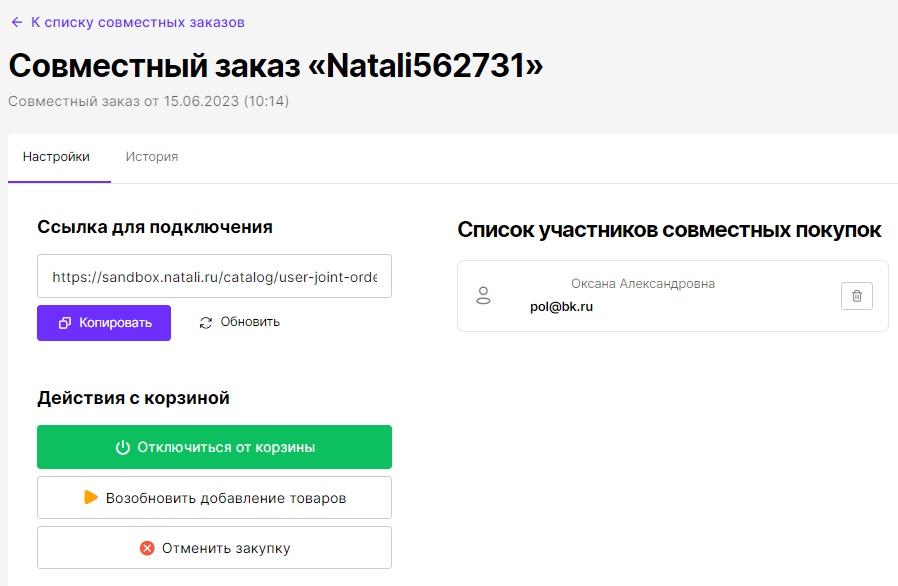 К списку совместных заказов
Совместный заказ «Natali562731»
Совместный заказ от 15.06.2023 (10:14)
Настройки
История
Ссылка для подключения
https://sandbox.natali.ru/catalog/user-joint-orde
Копировать
Обновить
Действия с корзиной
Отключиться от корзины
Возобновить добавление товаров
Отменить закупку
Список участников совместных покупок
Оксана Александровна
pol@bk.ru